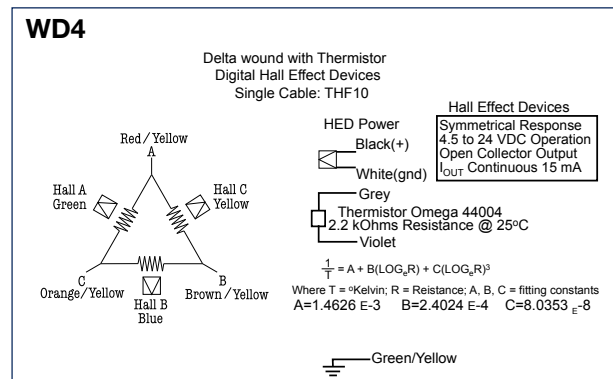 WD4
Delta wound with Thermistor
Digital Hall Effect Devices
Single Cable: THF10
Red/Yellow
A
Hall A
Green
Hall C
Yellow
C
Orange/Yellow
B
Brown/Yellow
Hall B
Blue
HED Power
Black(+)
White(gnd)
Hall Effect Devices
Symmetrical Response
4.5 to 24 VDC Operation
Open Collector Output
IOUT Continuous 15 mA
Grey
Thermistor Omega 44004
2.2 kOhms Resistance @ 25ºC
Violet
1/T = A + B(LOGeR) + C(LOGeR)³
Where T = ºKelvin; R = Reistance; A, B, C = fitting constants
A=1.4626 E-3 B=2.4024 E-4 C=8.0353 E-8
Green/Yellow